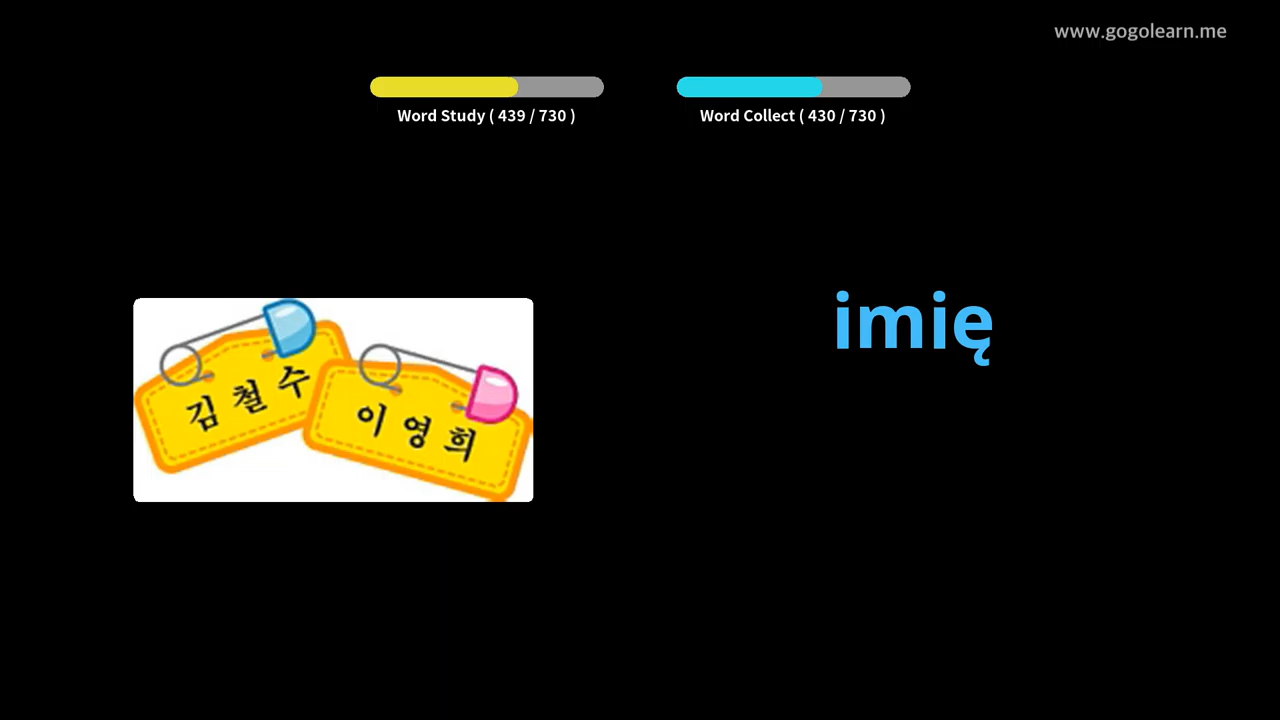 www.gogolearn.me
Word Study ( 439 / 730 )
Word Collect ( 430 / 730 )
김철수
이영희
imię